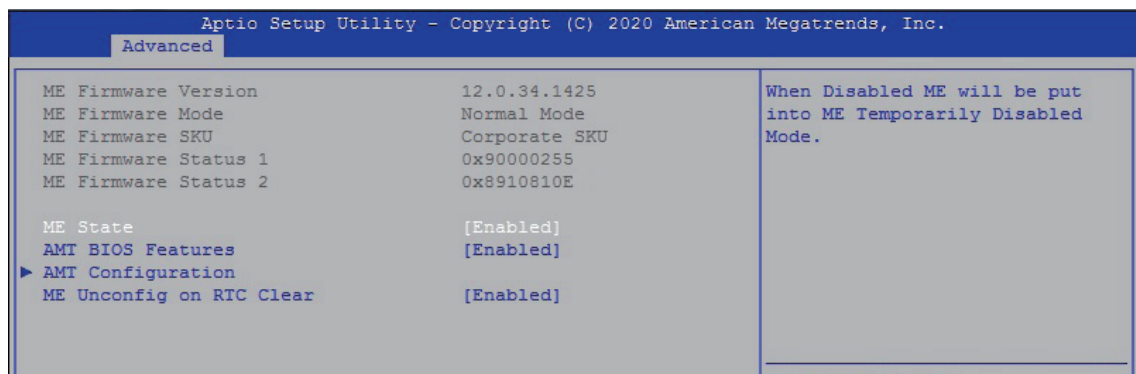 Aptio Setup Utility - Copyright (C) 2020 American Megatrends, Inc.
Advanced
ME Firmware Version 12.0.34.1425
ME Firmware Mode Normal Mode
ME Firmware SKU Corporate SKU
ME Firmware Status 1 0x90000255
ME Firmware Status 2 0x8910810E
ME State [Enabled]
AMT BIOS Features [Enabled]
► AMT Configuration
ME Unconfig on RTC Clear [Enabled]
When Disabled ME will be put
into ME Temporarily Disabled
Mode.